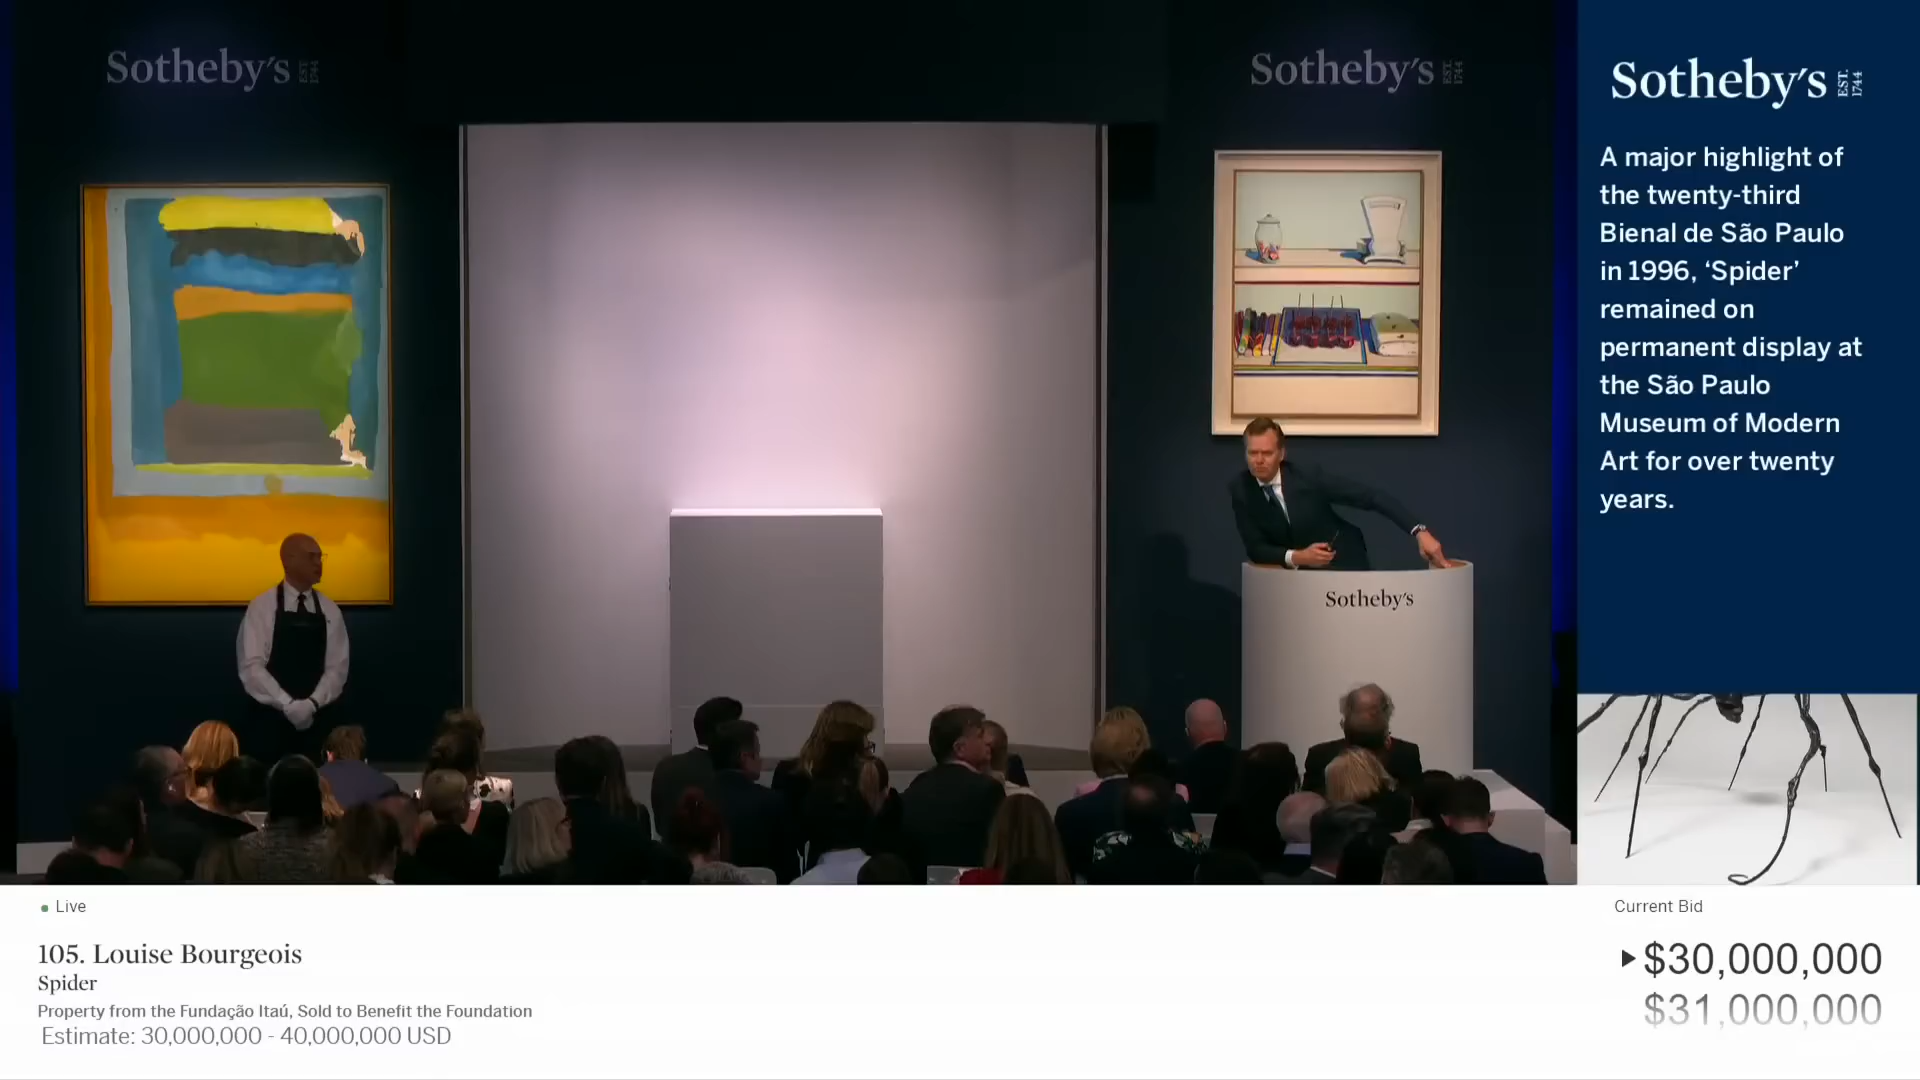 Sotheby's EST. 1744
Sotheby's EST. 1744
Sotheby's EST. 1744
A major highlight of
the twenty-third
Bienal de São Paulo
in 1996, ‘Spider’
remained on
permanent display at
the São Paulo
Museum of Modern
Art for over twenty
years.
Sotheby's
Live
105. Louise Bourgeois
Spider
Property from the Fundação Itaú, Sold to Benefit the Foundation
Estimate: 30,000,000 - 40,000,000 USD
Current Bid
$30,000,000
$31,000,000